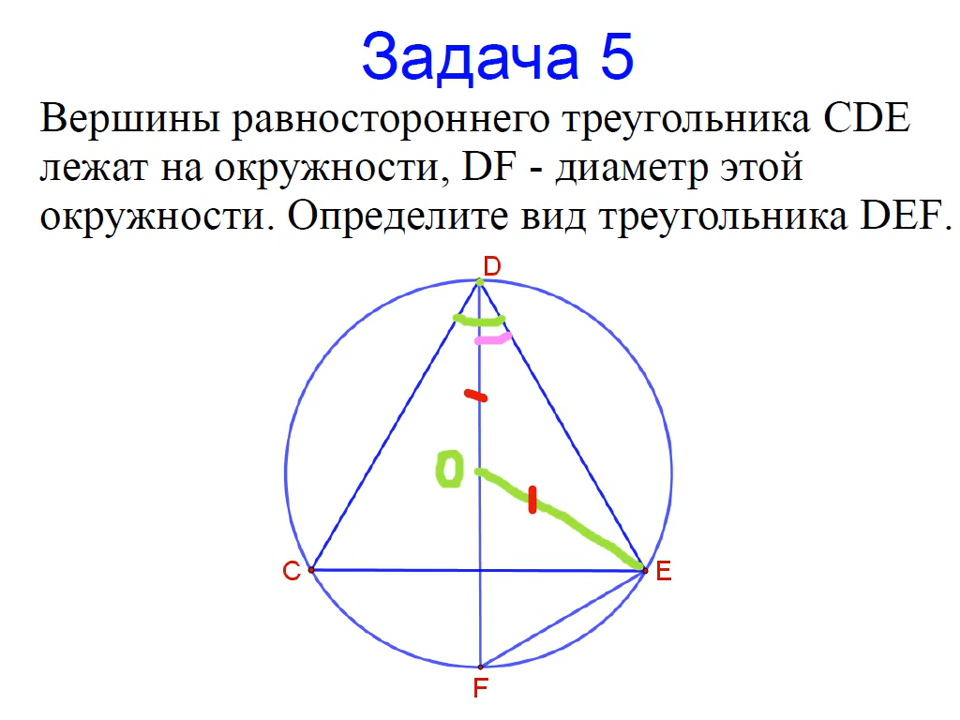 Задача 5
Вершины равностороннего треугольника CDE
лежат на окружности, DF - диаметр этой
окружности. Определите вид треугольника DEF.
D
O
C
E
F